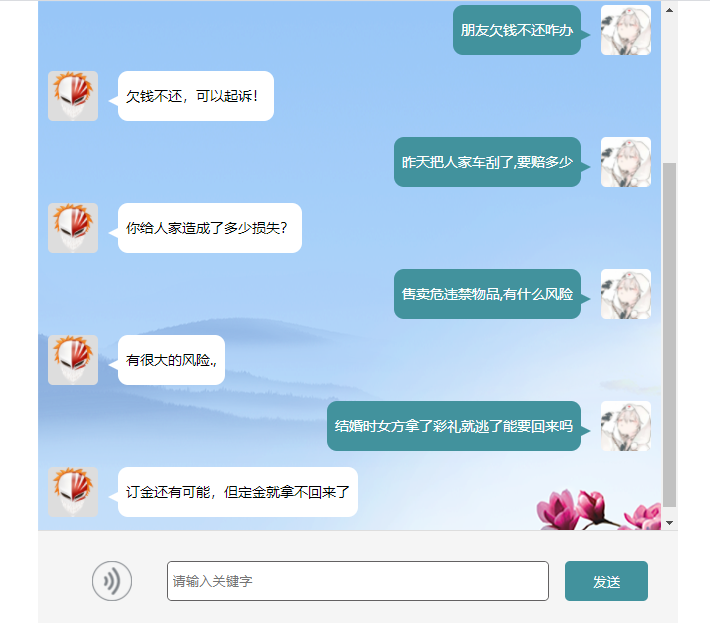 朋友欠钱不还咋办
欠钱不还，可以起诉！
昨天把人家车刮了,要赔多少
你给人家造成了多少损失?
售卖危违禁物品,有什么风险
有很大的风险.,
结婚时女方拿了彩礼就逃了能要回来吗
订金还有可能，但定金就拿不回来了
请输入关键字
发送